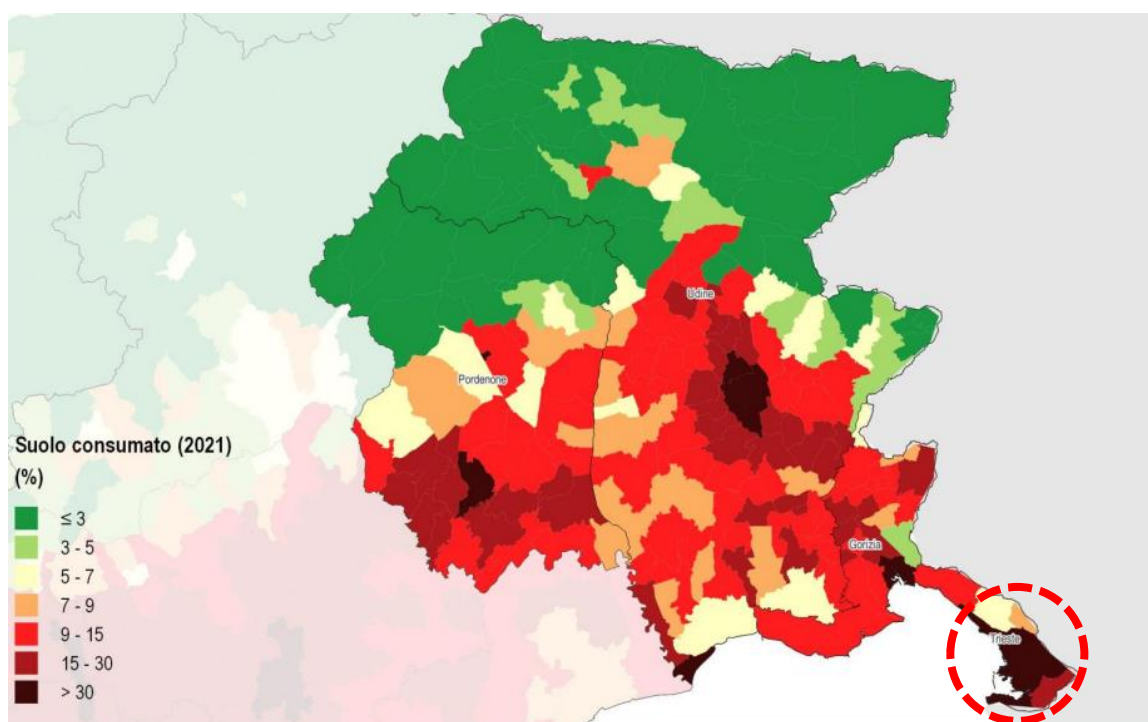 Udine
Pordenone
Gorizia
Trieste
Suolo consumato (2021)
(%)
≤ 3
3 - 5
5 - 7
7 - 9
9 - 15
15 - 30
> 30